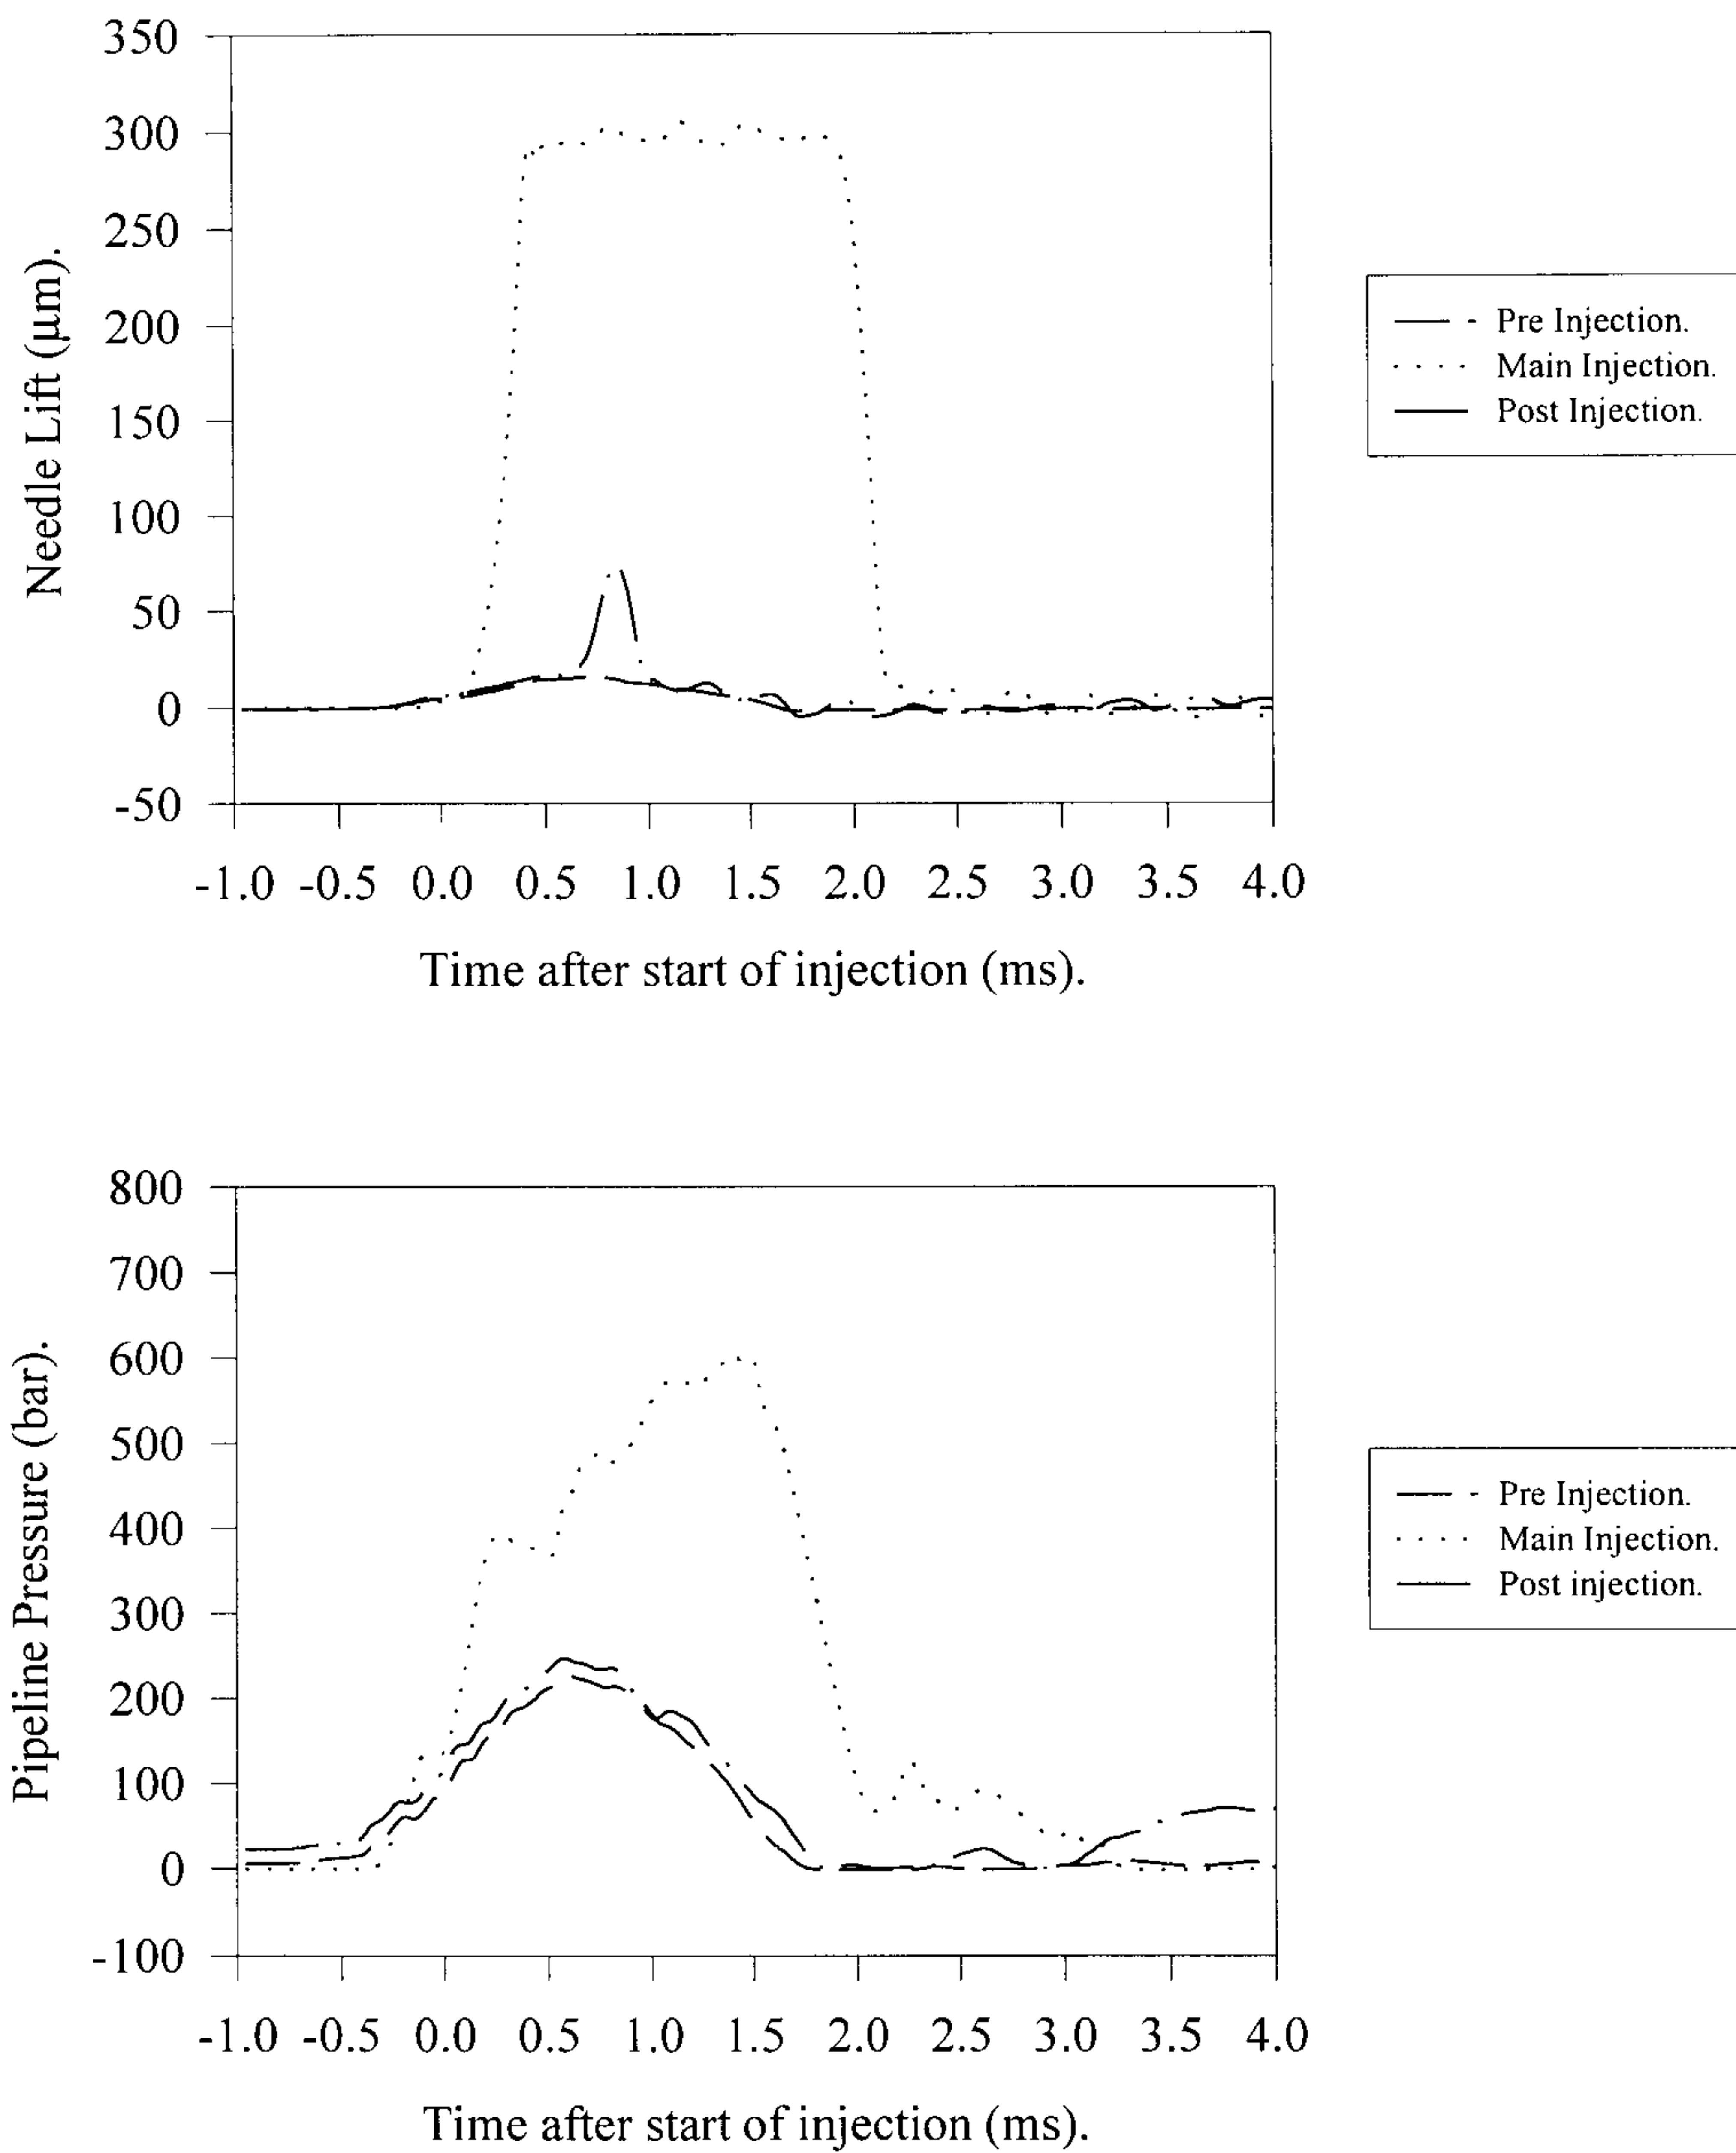 350
300
250
200
150
100
50
0
-50
Needle Lift (μm).
-1.0 -0.5 0.0 0.5 1.0 1.5 2.0 2.5 3.0 3.5 4.0
Time after start of injection (ms).
Pre Injection.
Main Injection.
Post Injection.
800
700
600
500
400
300
200
100
0
-100
Pipeline Pressure (bar).
-1.0 -0.5 0.0 0.5 1.0 1.5 2.0 2.5 3.0 3.5 4.0
Time after start of injection (ms).
Pre Injection.
Main Injection.
Post injection.